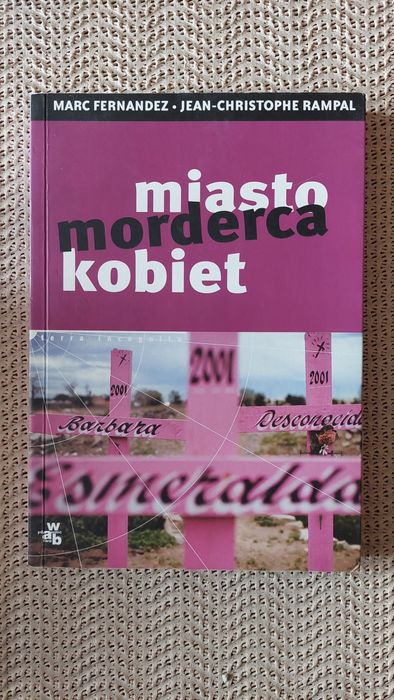 MARC FERNANDEZ • JEAN-CHRISTOPHE RAMPAL
miasto
morderca
kobiet
terra incognita
2001
2001
2001
Barbara
Desconocida
Esmeralda
w
a b